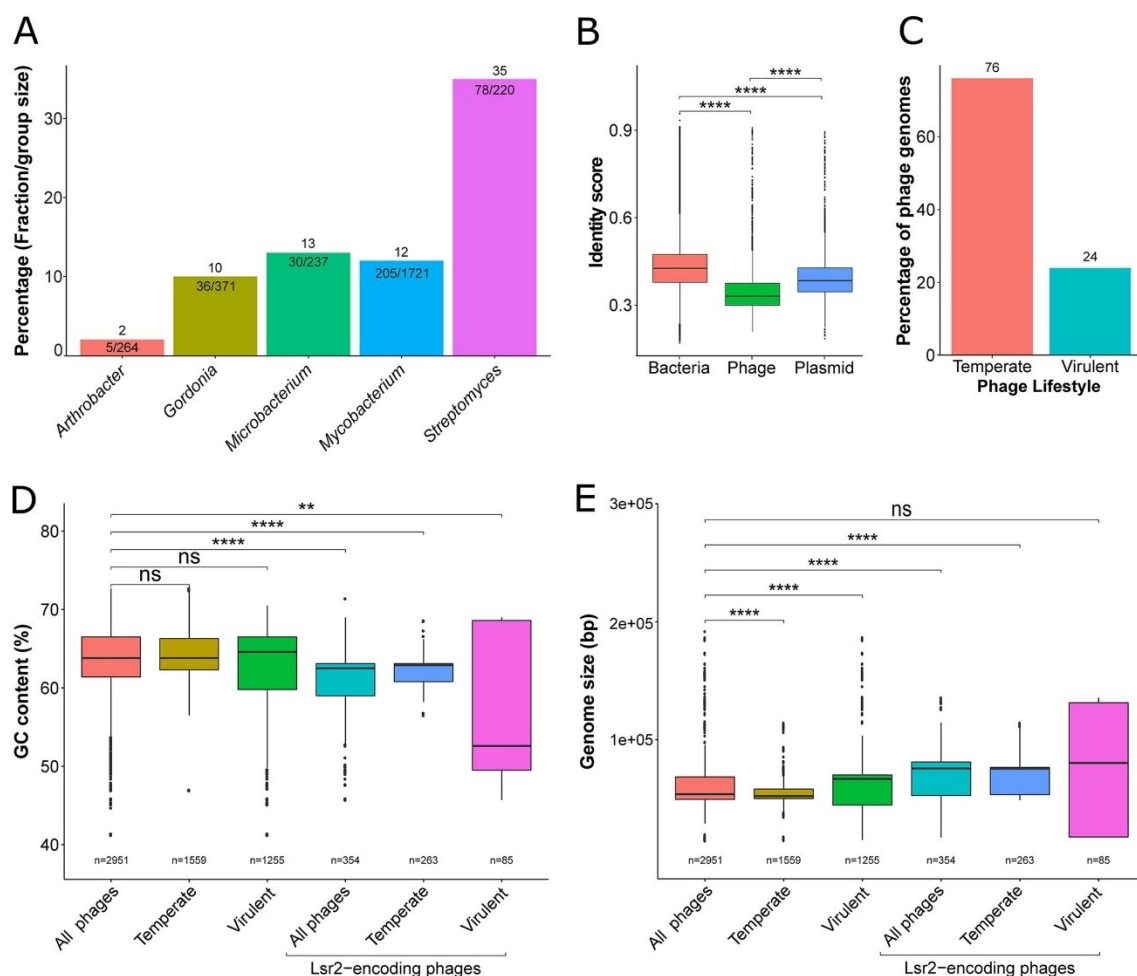 A
Percentage (Fraction/group size)
30
20
10
0
2
5/264
10
36/371
13
30/237
12
205/1721
35
78/220
Arthrobacter
Gordonia
Microbacterium
Mycobacterium
Streptomyces
B
Identity score
0.9
0.6
0.3
****
****
****
Bacteria
Phage
Plasmid
C
Percentage of phage genomes
60
40
20
0
76
24
Temperate
Virulent
Phage Lifestyle
D
GC content (%)
80
70
60
50
40
**
****
****
ns
ns
n=2951
n=1559
n=1255
n=354
n=263
n=85
All phages
Temperate
Virulent
All phages
Temperate
Virulent
Lsr2−encoding phages
E
Genome size (bp)
3e+05
2e+05
1e+05
ns
****
****
****
****
n=2951
n=1559
n=1255
n=354
n=263
n=85
All phages
Temperate
Virulent
All phages
Temperate
Virulent
Lsr2−encoding phages